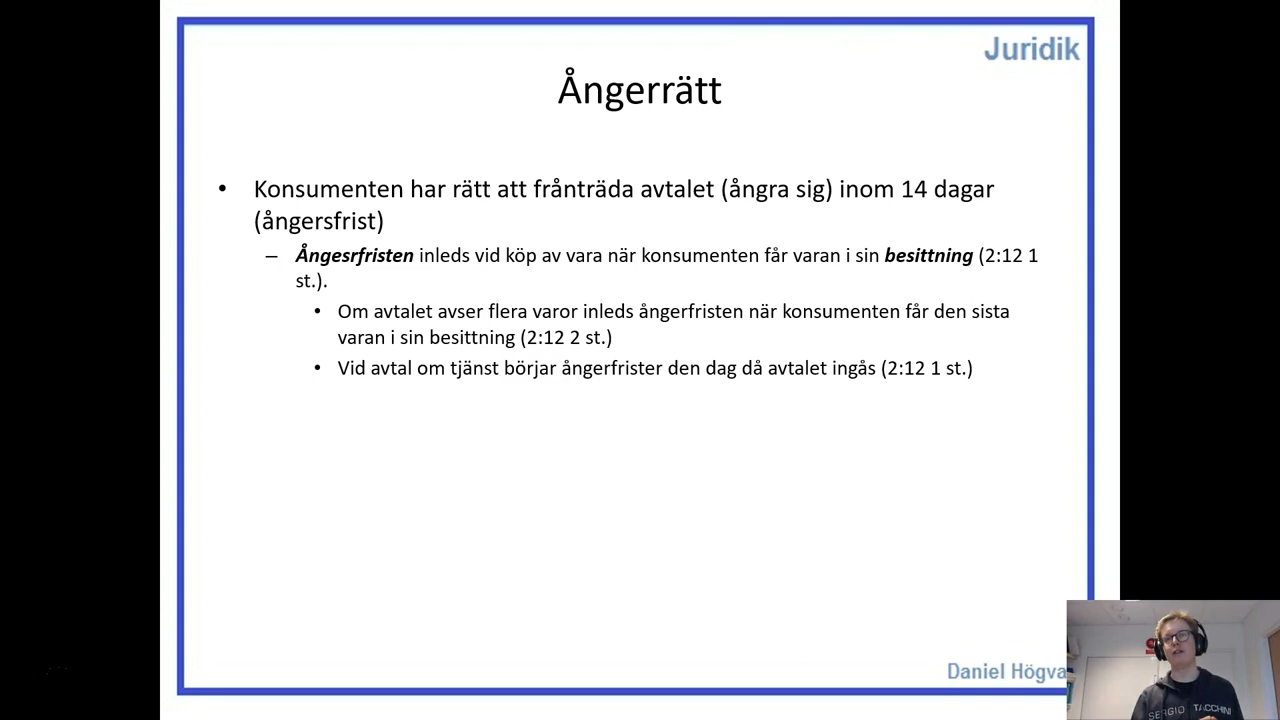 Juridik
Ångerrätt
• Konsumenten har rätt att frånträda avtalet (ångra sig) inom 14 dagar
(ångersfrist)
– Ångesrfristen inleds vid köp av vara när konsumenten får varan i sin besittning (2:12 1
st.).
• Om avtalet avser flera varor inleds ångerfristen när konsumenten får den sista
varan i sin besittning (2:12 2 st.)
• Vid avtal om tjänst börjar ångerfrister den dag då avtalet ingås (2:12 1 st.)
Daniel Högva
SERGIO TACCHINI